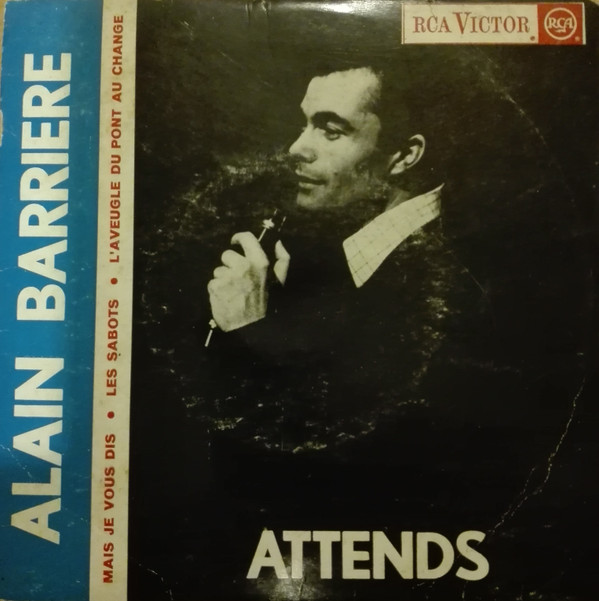 ALAIN BARRIERE
MAIS JE VOUS DIS • LES SABOTS • L'AVEUGLE DU PONT AU CHANGE
RCA VICTOR
RCA
ATTENDS